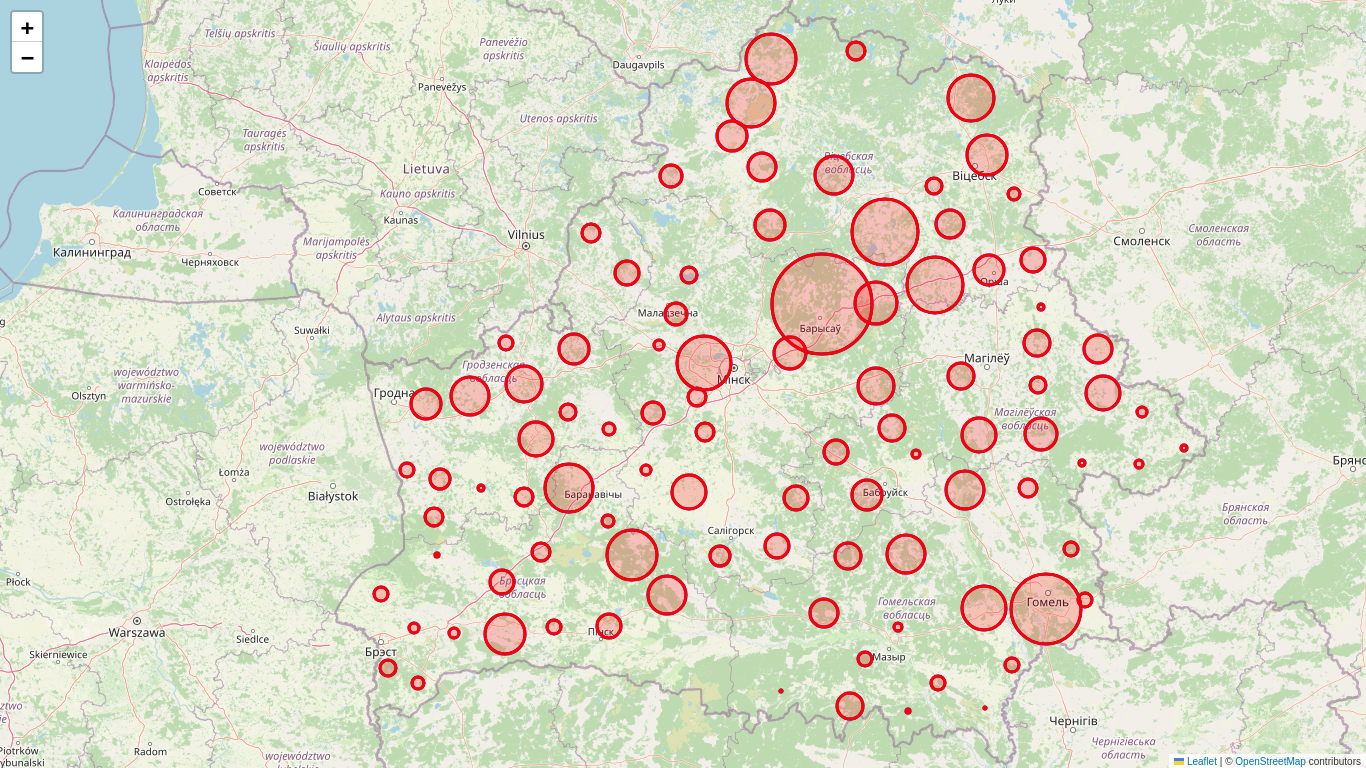 +
−
Луки
Telšių apskritis
Šiaulių apskritis
Panevėžio
apskritis
Klaipėdos
apskritis
Daugavpils
Panevėžys
Utenos apskritis
Tauragės
apskritis
Lietuva
Віцебская
вобласць
Віцебск
Советск
Kauno apskritis
Kaunas
Калининградская
область
Marijampolės
apskritis
Vilnius
Калининград
Черняховск
Смоленск
Смоленская
область
Орша
Alytaus apskritis
Маладзечна
Suwałki
Барысаў
Гродзенская
вобласць
Магілёў
Мінск
województwo
warmińsko-
mazurskie
Olsztyn
Гродна
Магілёўская
вобласць
województwo
podlaskie
Łomża
Брянск
Białystok
Ostrołęka
Баранавічы
Бабруйск
Брянская
область
Салігорск
Płock
Брэсцкая
вобласць
Гомельская
вобласць
Гомель
Warszawa
Siedlce
Пінск
Брэст
Skierniewice
Мазыр
Чернігів
Radom
Piotrków
Trybunalski
województwo
lubelskie
Чернігівська
область
Leaflet | © OpenStreetMap contributors